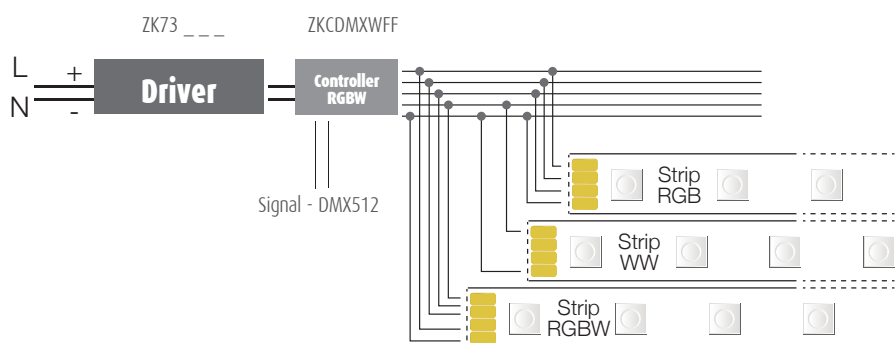 ZK73 _ _ _
ZKCDMXWFF
L
+
N
-
Driver
Controller
RGBW
Signal - DMX512
Strip
RGB
Strip
WW
Strip
RGBW